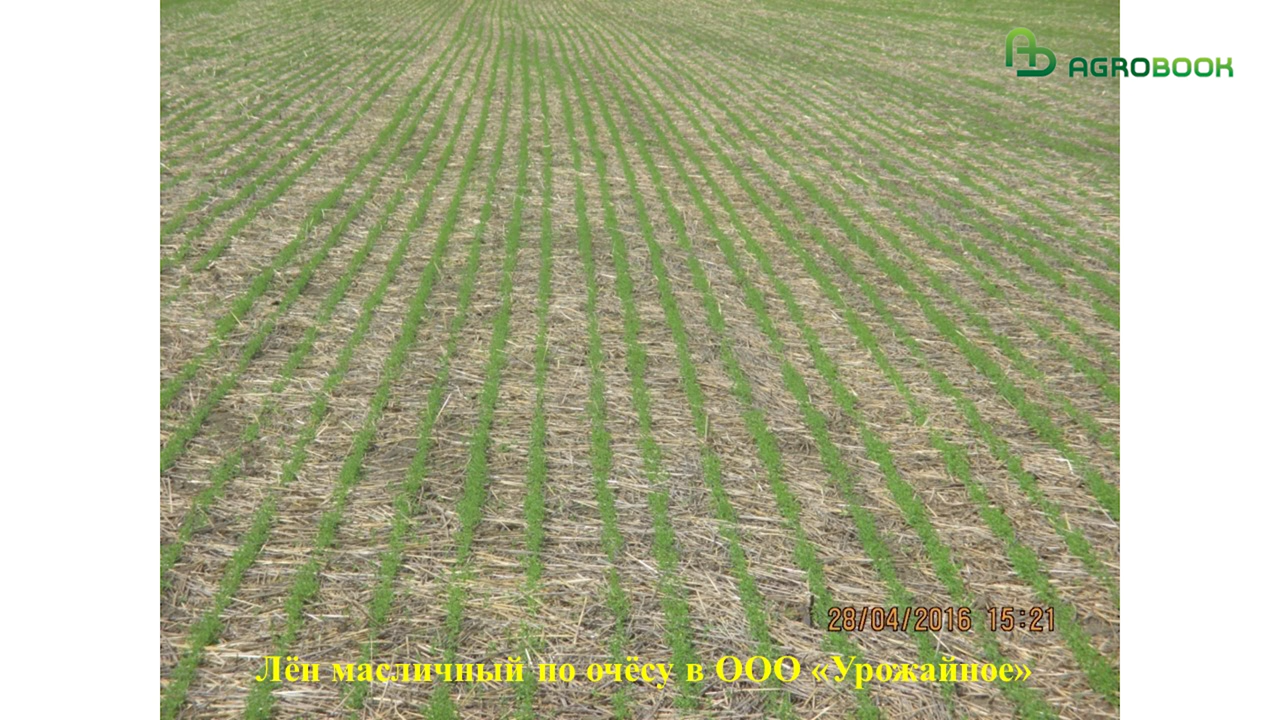 AGROBOOK
28/04/2016 15:21
Лён масличный по очёсу в ООО «Урожайное»